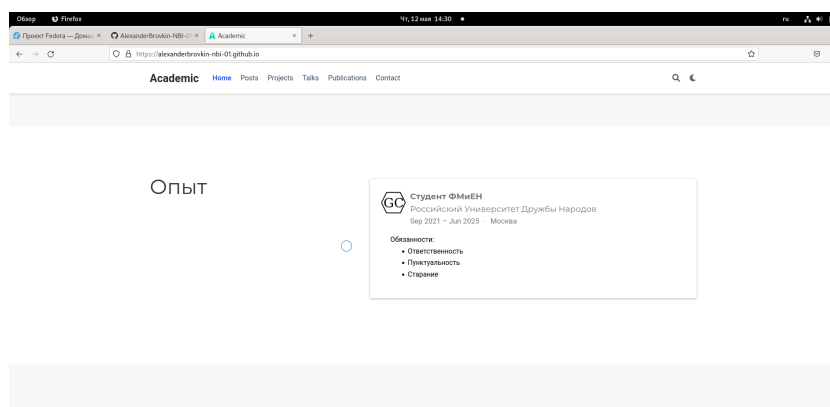 Обзор Firefox Чт, 12 мая 14:30 ru
Проект Fedora — Домаш × AlexanderBrovkin-NBI-01 × Academic × +
https://alexanderbrovkin-nbi-01.github.io
Academic Home Posts Projects Talks Publications Contact
Опыт
GC
Студент ФМиЕН
Российский Университет Дружбы Народов
Sep 2021 – Jun 2025 · Москва
Обязанности:
• Ответственность
• Пунктуальность
• Старание